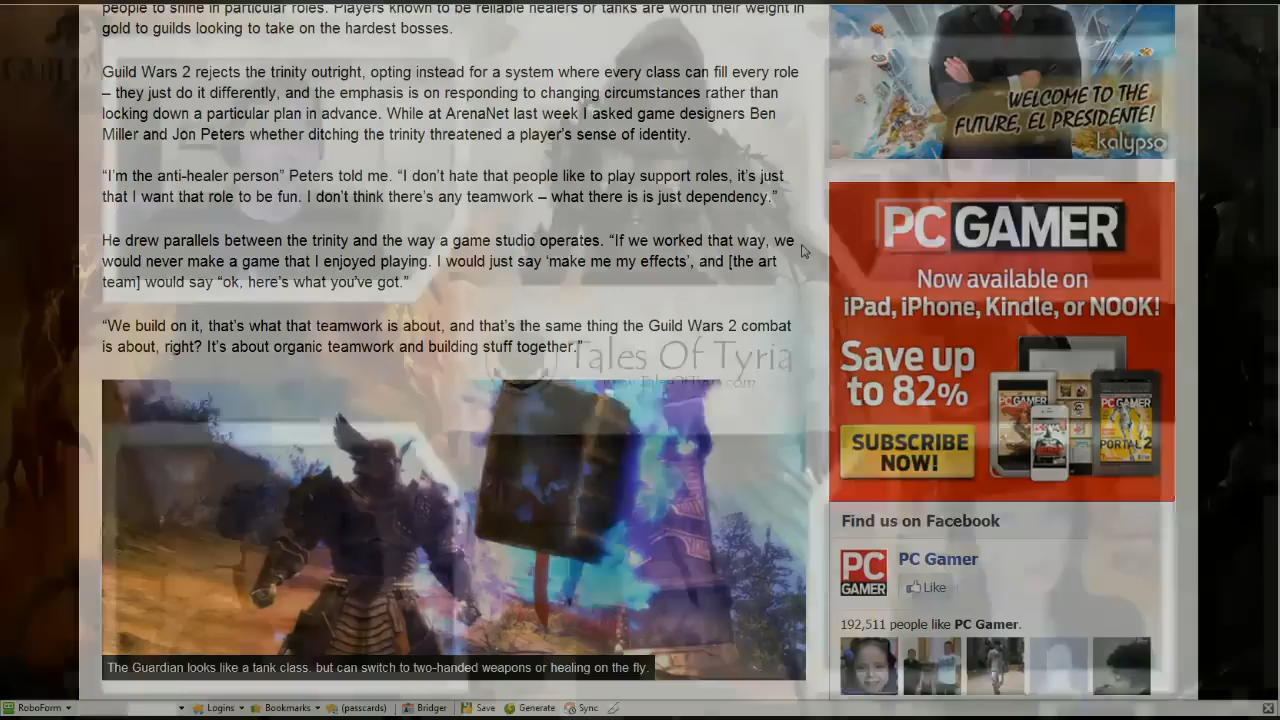 people to shine in particular roles. Players known to be reliable healers or tanks are worth their weight in
gold to guilds looking to take on the hardest bosses.
Guild Wars 2 rejects the trinity outright, opting instead for a system where every class can fill every role
– they just do it differently, and the emphasis is on responding to changing circumstances rather than
locking down a particular plan in advance. While at ArenaNet last week I asked game designers Ben
Miller and Jon Peters whether ditching the trinity threatened a player's sense of identity.
“I'm the anti-healer person” Peters told me. “I don't hate that people like to play support roles, it's just
that I want that role to be fun. I don't think there's any teamwork – what there is is just dependency.”
He drew parallels between the trinity and the way a game studio operates. “If we worked that way, we
would never make a game that I enjoyed playing. I would just say ‘make me my effects’, and [the art
team] would say “ok, here's what you've got.”
“We build on it, that's what that teamwork is about, and that's the same thing the Guild Wars 2 combat
is about, right? It's about organic teamwork and building stuff together.”
Tales Of Tyria
www.TalesOfTyria.com
The Guardian looks like a tank class, but can switch to two-handed weapons or healing on the fly.
WELCOME TO THE
FUTURE, EL PRESIDENTE!
kalypso
PC GAMER
Now available on
iPad, iPhone, Kindle, or NOOK!
Save up
to 82%
SUBSCRIBE
NOW!
PC GAMER
PC GAMER
PORTAL 2
Find us on Facebook
PC
GAMER
PC Gamer
Like
192,511 people like PC Gamer.
RoboForm
Logins
Bookmarks
(passcards)
Bridger
Save
Generate
Sync